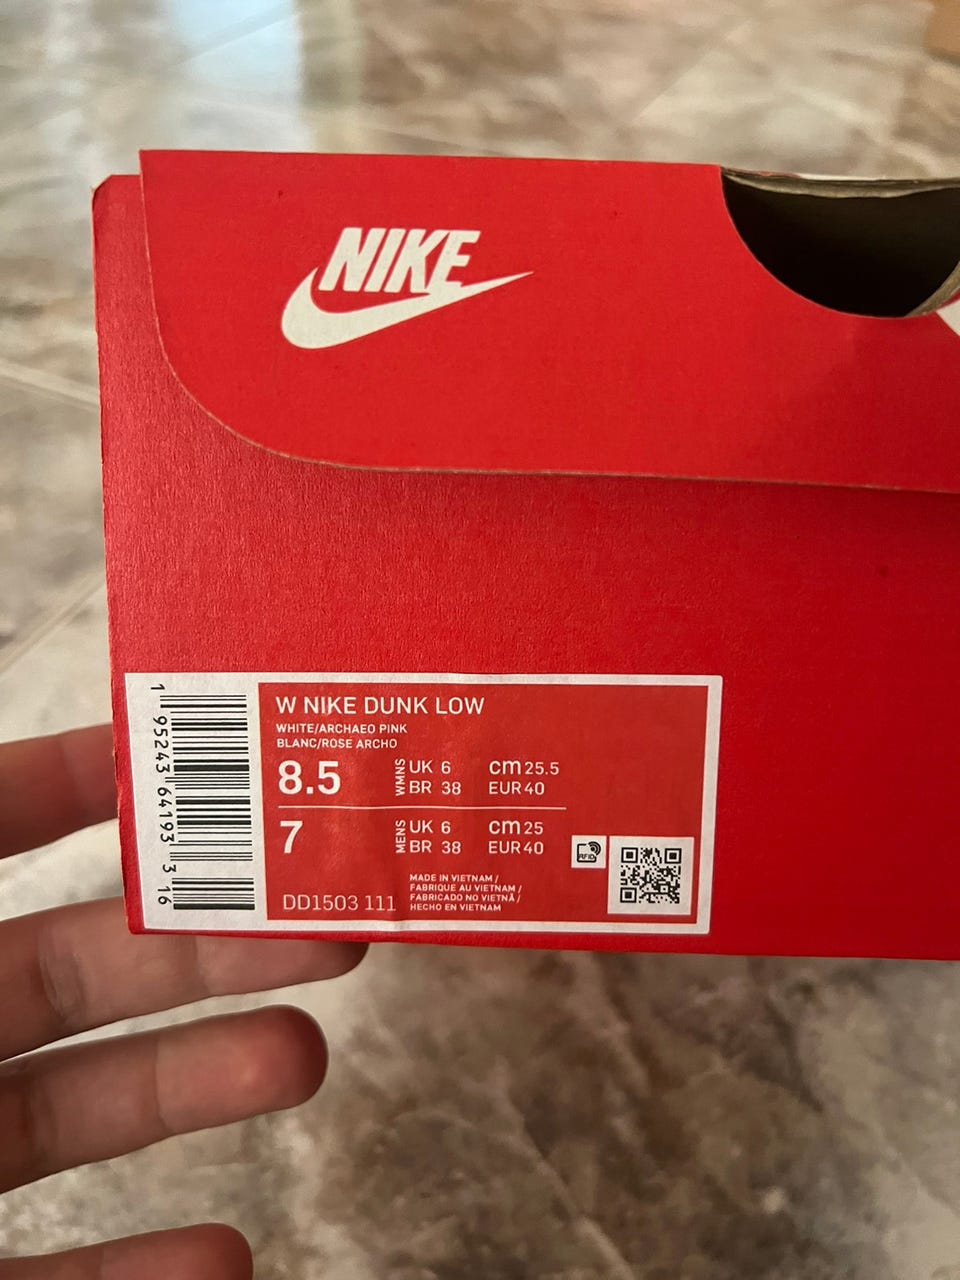 NIKE
1 95243 64193 3 16
W NIKE DUNK LOW
WHITE/ARCHAEO PINK
BLANC/ROSE ARCHO
8.5 WMNS UK 6 cm 25.5
BR 38 EUR 40
7 MENS UK 6 cm 25
BR 38 EUR 40
RFID
MADE IN VIETNAM /
FABRIQUE AU VIETNAM /
FABRICADO NO VIETNÃ /
HECHO EN VIETNAM
DD1503 111